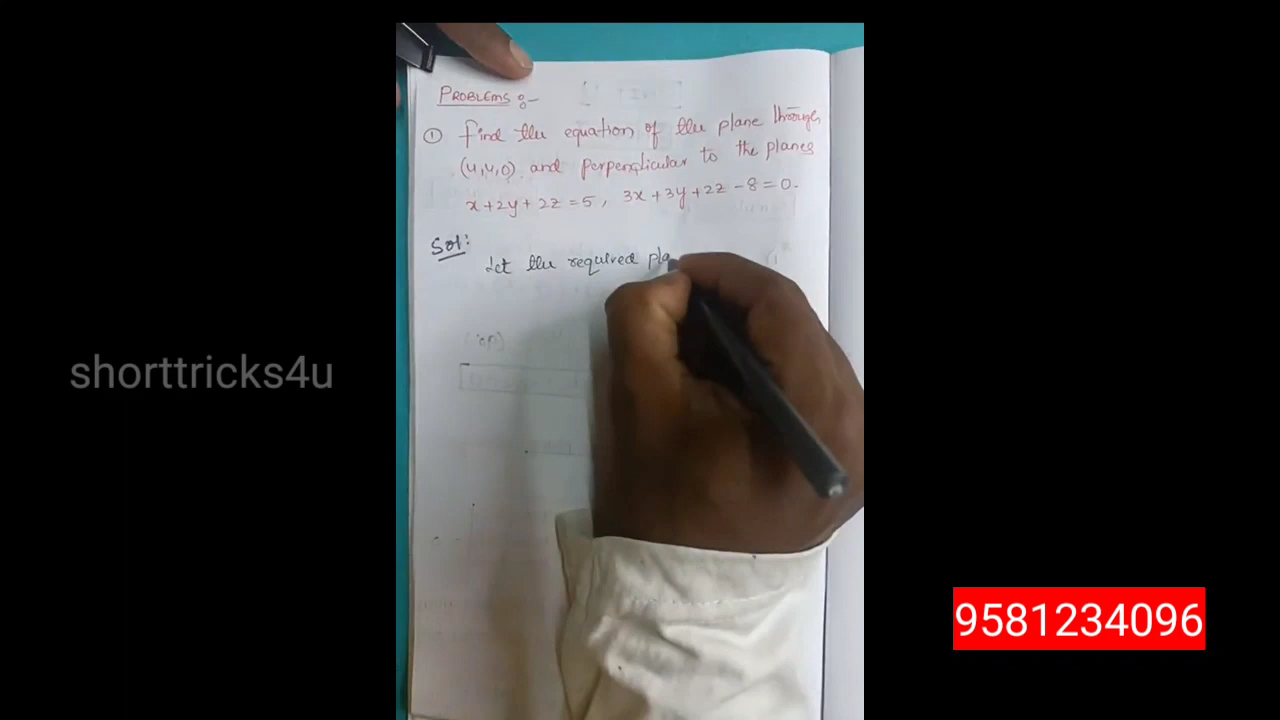 PROBLEMS :-
① Find the equation of the plane through
(4,4,0) and perpendicular to the planes
x+2y+2z=5, 3x+3y+2z-8=0.
Sol:
Let the required pla
shorttricks4u
9581234096